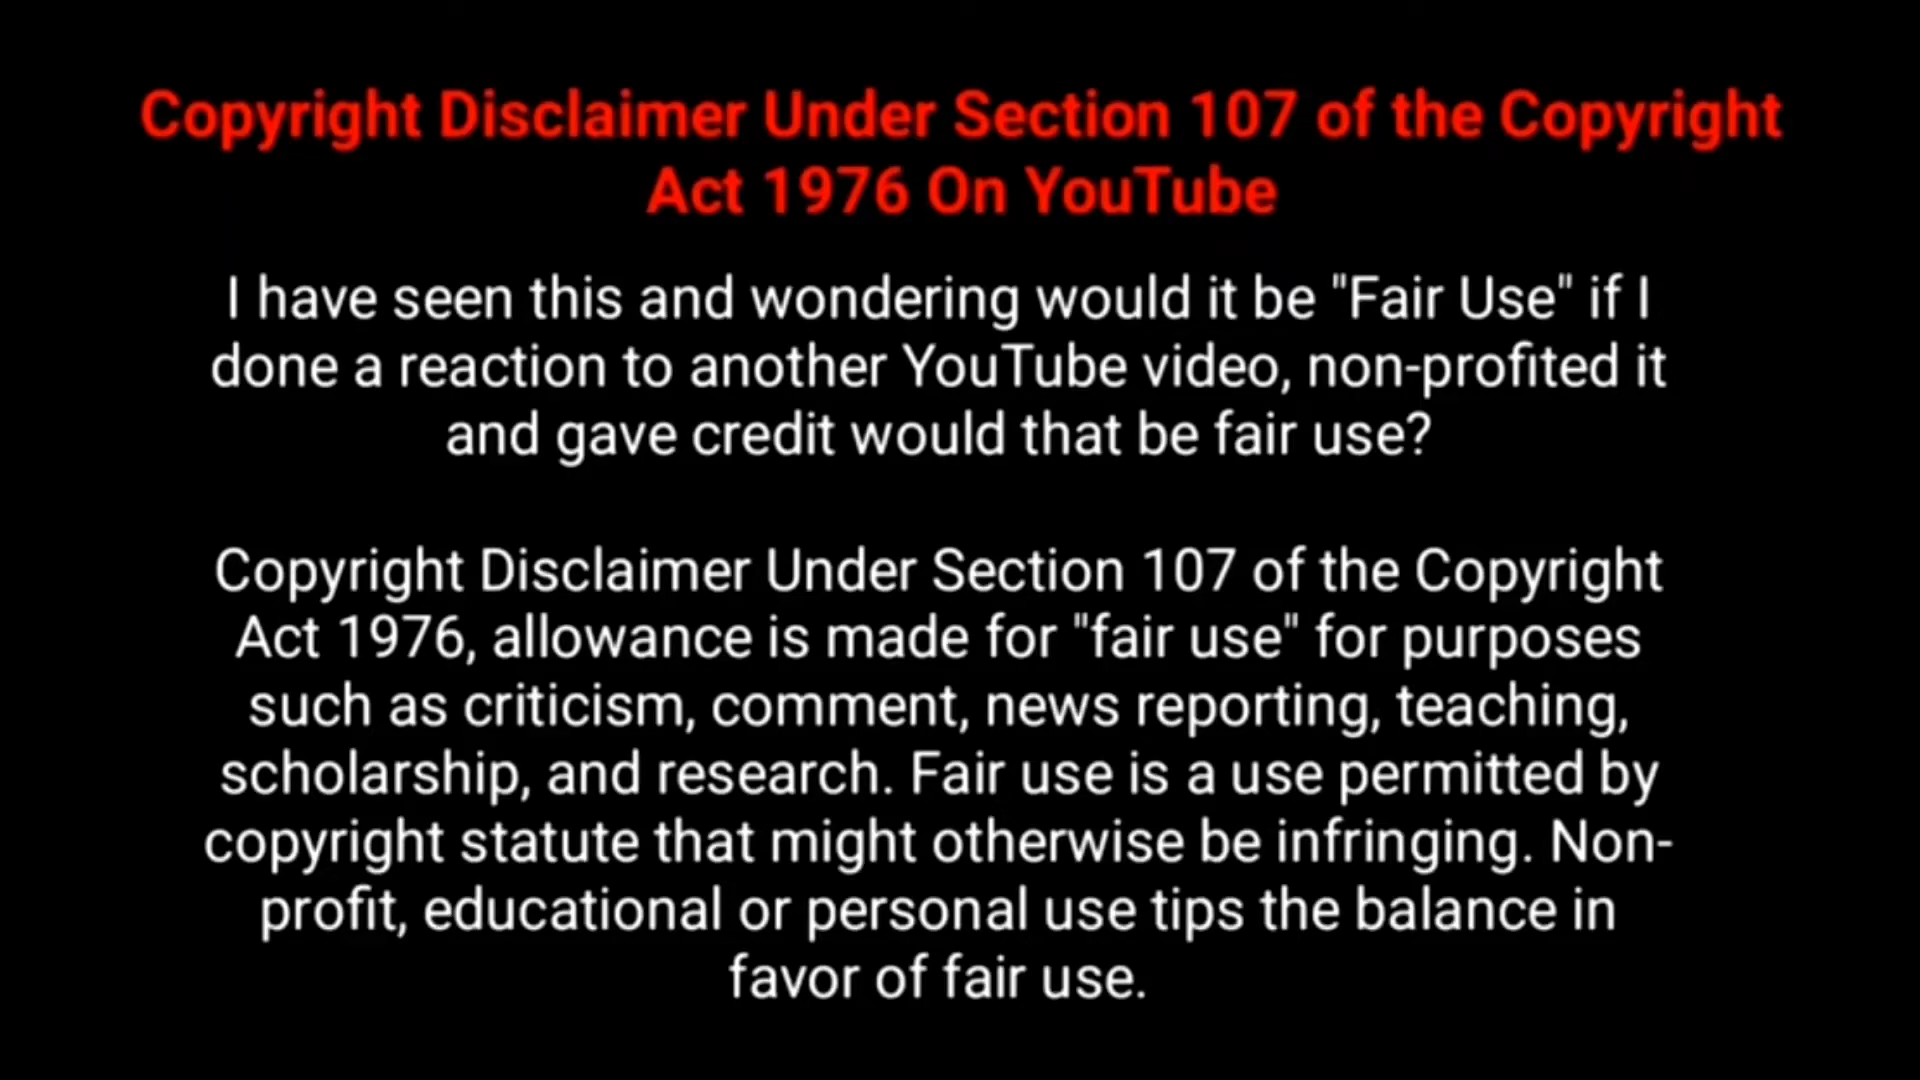 Copyright Disclaimer Under Section 107 of the Copyright
Act 1976 On YouTube
I have seen this and wondering would it be "Fair Use" if I
done a reaction to another YouTube video, non-profited it
and gave credit would that be fair use?
Copyright Disclaimer Under Section 107 of the Copyright
Act 1976, allowance is made for "fair use" for purposes
such as criticism, comment, news reporting, teaching,
scholarship, and research. Fair use is a use permitted by
copyright statute that might otherwise be infringing. Non-
profit, educational or personal use tips the balance in
favor of fair use.